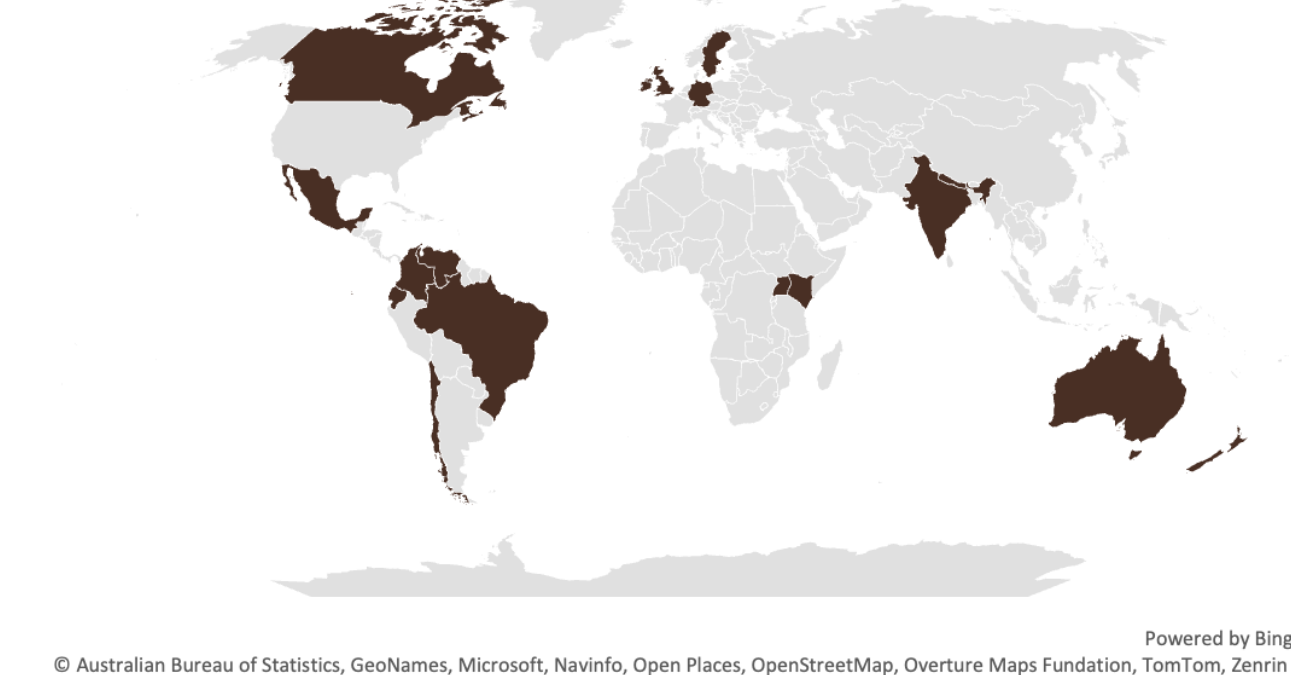 Powered by Bing
© Australian Bureau of Statistics, GeoNames, Microsoft, Navinfo, Open Places, OpenStreetMap, Overture Maps Fundation, TomTom, Zenrin